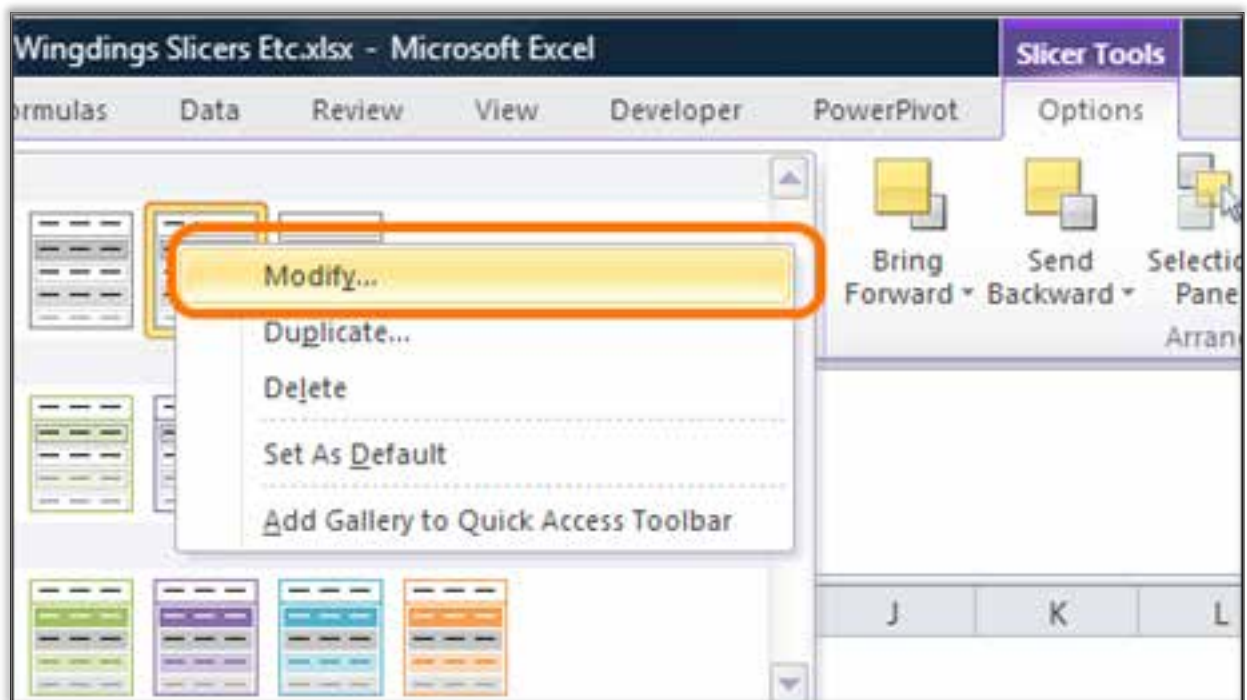 Wingdings Slicers Etc.xlsx - Microsoft Excel
Slicer Tools
ormulas Data Review View Developer PowerPivot Options
Modify...
Duplicate...
Delete
Set As Default
Add Gallery to Quick Access Toolbar
Bring
Forward
Send
Backward
Selectio
Pane
Arran
J K L